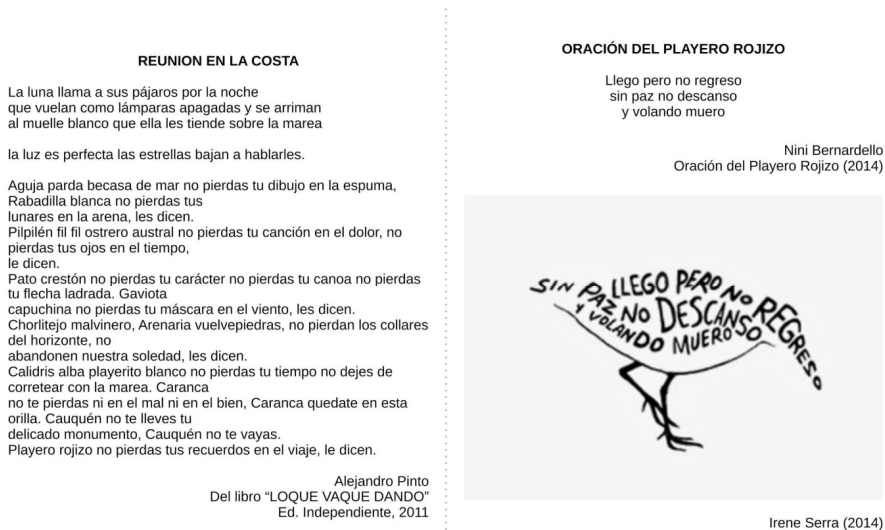 REUNION EN LA COSTA
La luna llama a sus pájaros por la noche
que vuelan como lámparas apagadas y se arriman
al muelle blanco que ella les tiende sobre la marea
la luz es perfecta las estrellas bajan a hablarles.
Aguja parda becasa de mar no pierdas tu dibujo en la espuma,
Rabadilla blanca no pierdas tus
lunares en la arena, les dicen.
Pilpilén fil fil ostrero austral no pierdas tu canción en el dolor, no
pierdas tus ojos en el tiempo,
le dicen.
Pato crestón no pierdas tu carácter no pierdas tu canoa no pierdas
tu flecha ladrada. Gaviota
capuchina no pierdas tu máscara en el viento, les dicen.
Chorlitejo malvinero, Arenaria vuelvepiedras, no pierdan los collares
del horizonte, no
abandonen nuestra soledad, les dicen.
Calidris alba playerito blanco no pierdas tu tiempo no dejes de
corretear con la marea. Caranca
no te pierdas ni en el mal ni en el bien, Caranca quedate en esta
orilla. Cauquén no te lleves tu
delicado monumento, Cauquén no te vayas.
Playero rojizo no pierdas tus recuerdos en el viaje, le dicen.
Alejandro Pinto
Del libro “LOQUE VAQUE DANDO”
Ed. Independiente, 2011
ORACIÓN DEL PLAYERO ROJIZO
Llego pero no regreso
sin paz no descanso
y volando muero
Nini Bernardello
Oración del Playero Rojizo (2014)
LLEGO PERO NO REGRESO
SIN PAZ NO DESCANSO
Y VOLANDO MUERO
Irene Serra (2014)